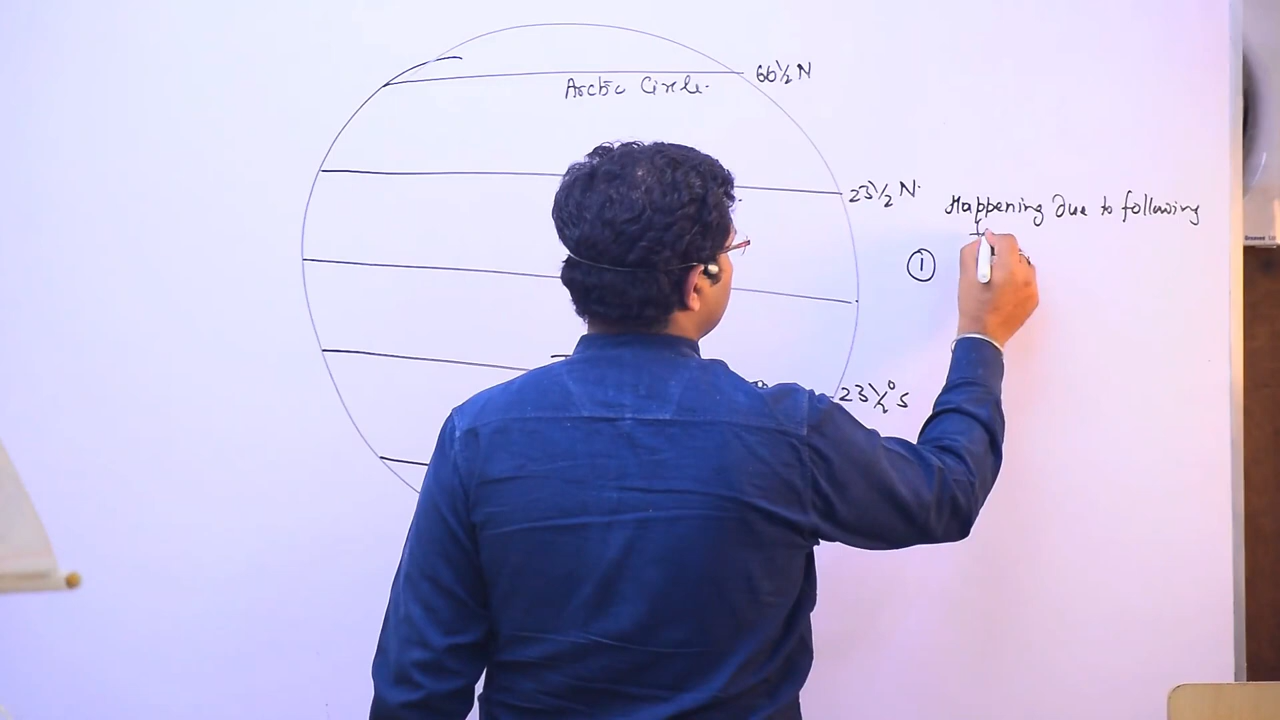 66½ N
Arctic Circle.
23½ N.
Happening due to following
①
23½° S